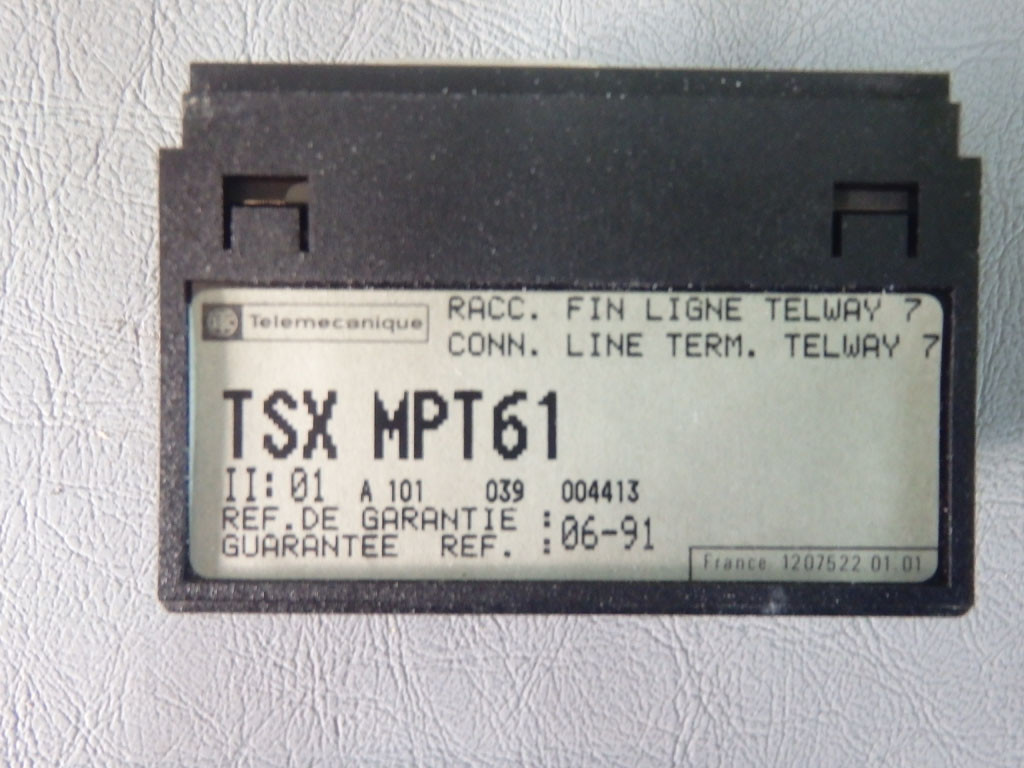 Telemecanique
RACC. FIN LIGNE TELWAY 7
CONN. LINE TERM. TELWAY 7
TSX MPT61
II: 01 A 101 039 004413
REF.DE GARANTIE :
GUARANTEE REF. : 06-91
France 1207522 01.01